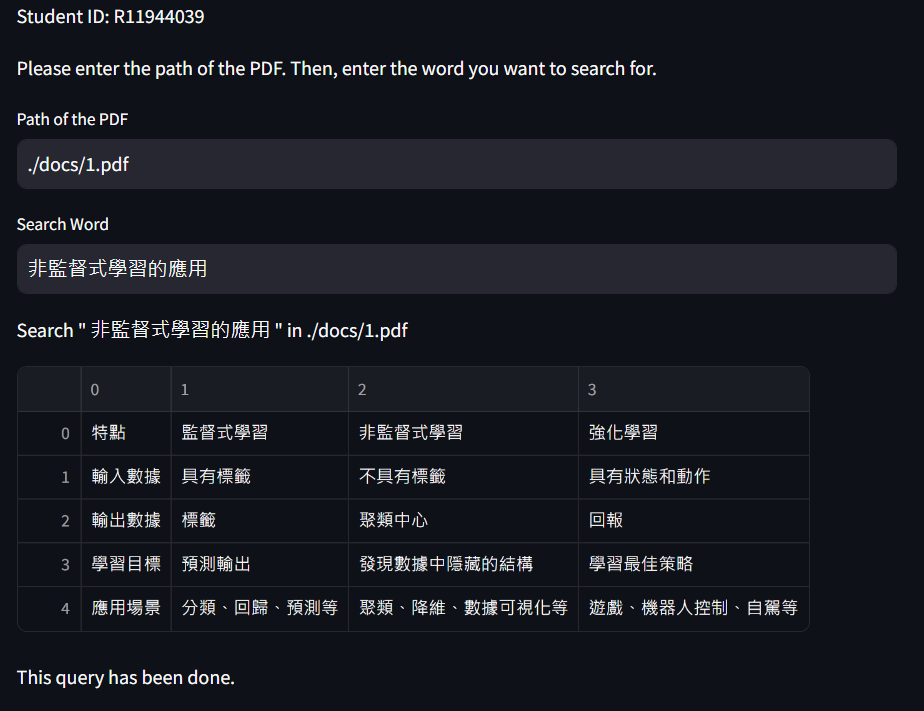 Student ID: R11944039
Please enter the path of the PDF. Then, enter the word you want to search for.
Path of the PDF
./docs/1.pdf
Search Word
非監督式學習的應用
Search " 非監督式學習的應用 " in ./docs/1.pdf
0 1 2 3
0 特點 監督式學習 非監督式學習 強化學習
1 輸入數據 具有標籤 不具有標籤 具有狀態和動作
2 輸出數據 標籤 聚類中心 回報
3 學習目標 預測輸出 發現數據中隱藏的結構 學習最佳策略
4 應用場景 分類、回歸、預測等 聚類、降維、數據可視化等 遊戲、機器人控制、自駕等
This query has been done.